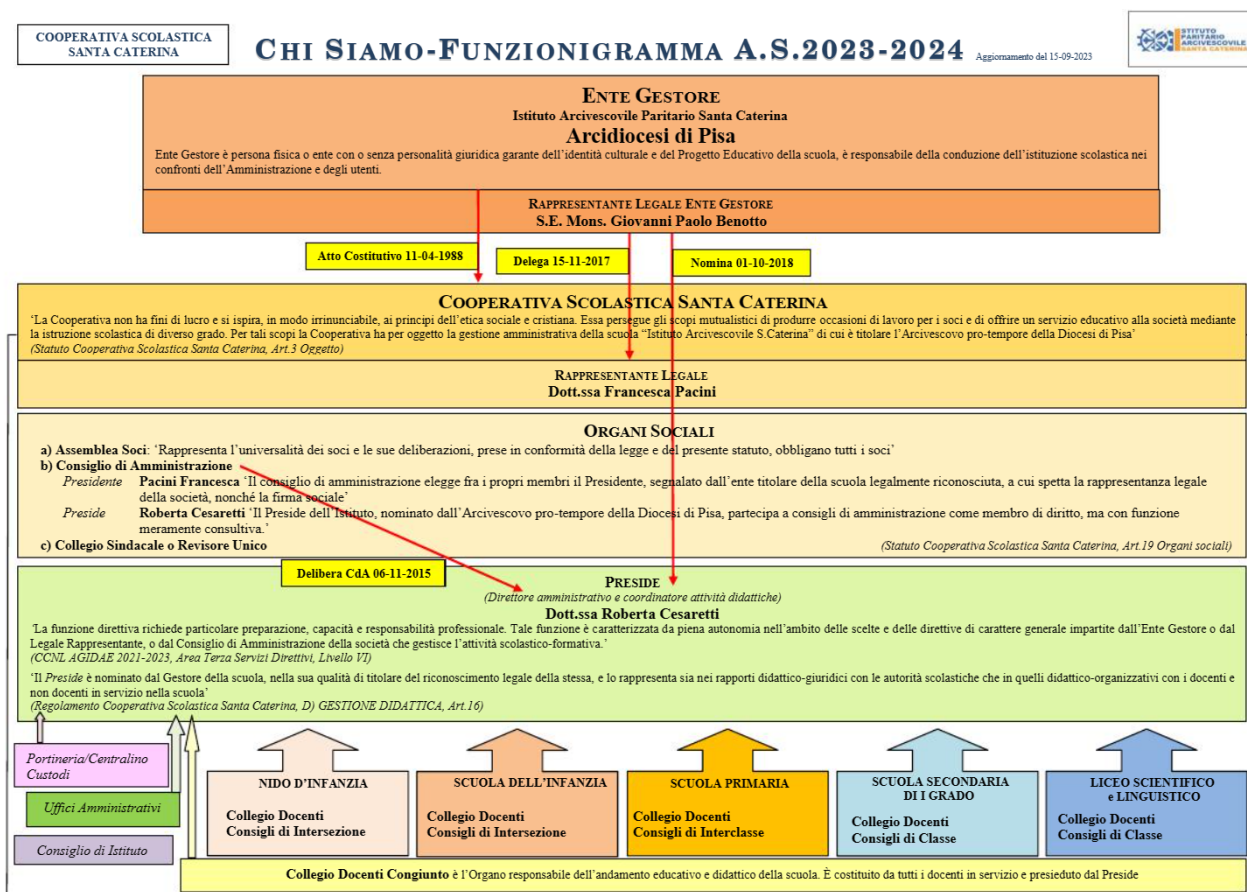 COOPERATIVA SCOLASTICA
SANTA CATERINA
CHI SIAMO-FUNZIONIGRAMMA A.S.2023-2024
Aggiornamento del 15-09-2023
ISTITUTO
PARITARIO
ARCIVESCOVILE
SANTA CATERINA
ENTE GESTORE
Istituto Arcivescovile Paritario Santa Caterina
Arcidiocesi di Pisa
Ente Gestore è persona fisica o ente con o senza personalità giuridica garante dell'identità culturale e del Progetto Educativo della scuola, è responsabile della conduzione dell'istituzione scolastica nei
confronti dell'Amministrazione e degli utenti.
RAPPRESENTANTE LEGALE ENTE GESTORE
S.E. Mons. Giovanni Paolo Benotto
Atto Costitutivo 11-04-1988
Delega 15-11-2017
Nomina 01-10-2018
COOPERATIVA SCOLASTICA SANTA CATERINA
'La Cooperativa non ha fini di lucro e si ispira, in modo irrinunciabile, ai principi dell'etica sociale e cristiana. Essa persegue gli scopi mutualistici di produrre occasioni di lavoro per i soci e di offrire un servizio educativo alla società mediante
la istruzione scolastica di diverso grado. Per tali scopi la Cooperativa ha per oggetto la gestione amministrativa della scuola "Istituto Arcivescovile S.Caterina" di cui è titolare l'Arcivescovo pro-tempore della Diocesi di Pisa'
(Statuto Cooperativa Scolastica Santa Caterina, Art.3 Oggetto)
RAPPRESENTANTE LEGALE
Dott.ssa Francesca Pacini
ORGANI SOCIALI
a) Assemblea Soci: 'Rappresenta l'universalità dei soci e le sue deliberazioni, prese in conformità della legge e del presente statuto, obbligano tutti i soci'
b) Consiglio di Amministrazione
Presidente Pacini Francesca 'Il consiglio di amministrazione elegge fra i propri membri il Presidente, segnalato dall'ente titolare della scuola legalmente riconosciuta, a cui spetta la rappresentanza legale
della società, nonché la firma sociale'
Preside Roberta Cesaretti 'Il Preside dell'Istituto, nominato dall'Arcivescovo pro-tempore della Diocesi di Pisa, partecipa a consigli di amministrazione come membro di diritto, ma con funzione
meramente consultiva.'
c) Collegio Sindacale o Revisore Unico
(Statuto Cooperativa Scolastica Santa Caterina, Art.19 Organi sociali)
Delibera CdA 06-11-2015
PRESIDE
(Direttore amministrativo e coordinatore attività didattiche)
Dott.ssa Roberta Cesaretti
'La funzione direttiva richiede particolare preparazione, capacità e responsabilità professionale. Tale funzione è caratterizzata da piena autonomia nell'ambito delle scelte e delle direttive di carattere generale impartite dall'Ente Gestore o dal
Legale Rappresentante, o dal Consiglio di Amministrazione della società che gestisce l'attività scolastico-formativa.'
(CCNL AGIDAE 2021-2023, Area Terza Servizi Direttivi, Livello VI)
'Il Preside è nominato dal Gestore della scuola, nella sua qualità di titolare del riconoscimento legale della stessa, e lo rappresenta sia nei rapporti didattico-giuridici con le autorità scolastiche che in quelli didattico-organizzativi con i docenti e
non docenti in servizio nella scuola'
(Regolamento Cooperativa Scolastica Santa Caterina, D) GESTIONE DIDATTICA, Art.16)
Portineria/Centralino
Custodi
Uffici Amministrativi
Consiglio di Istituto
NIDO D'INFANZIA
Collegio Docenti
Consigli di Intersezione
SCUOLA DELL'INFANZIA
Collegio Docenti
Consigli di Intersezione
SCUOLA PRIMARIA
Collegio Docenti
Consigli di Interclasse
SCUOLA SECONDARIA
DI I GRADO
Collegio Docenti
Consigli di Classe
LICEO SCIENTIFICO
e LINGUISTICO
Collegio Docenti
Consigli di Classe
Collegio Docenti Congiunto è l'Organo responsabile dell'andamento educativo e didattico della scuola. È costituito da tutti i docenti in servizio e presieduto dal Preside